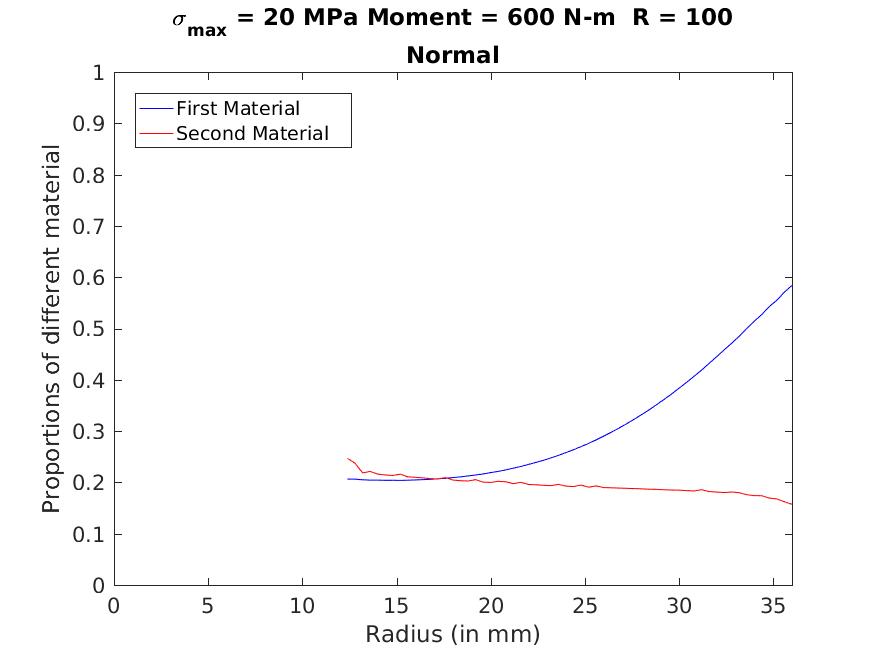 σmax = 20 MPa Moment = 600 N-m R = 100
Normal
First Material
Second Material
Proportions of different material
1
0.9
0.8
0.7
0.6
0.5
0.4
0.3
0.2
0.1
0
0 5 10 15 20 25 30 35
Radius (in mm)